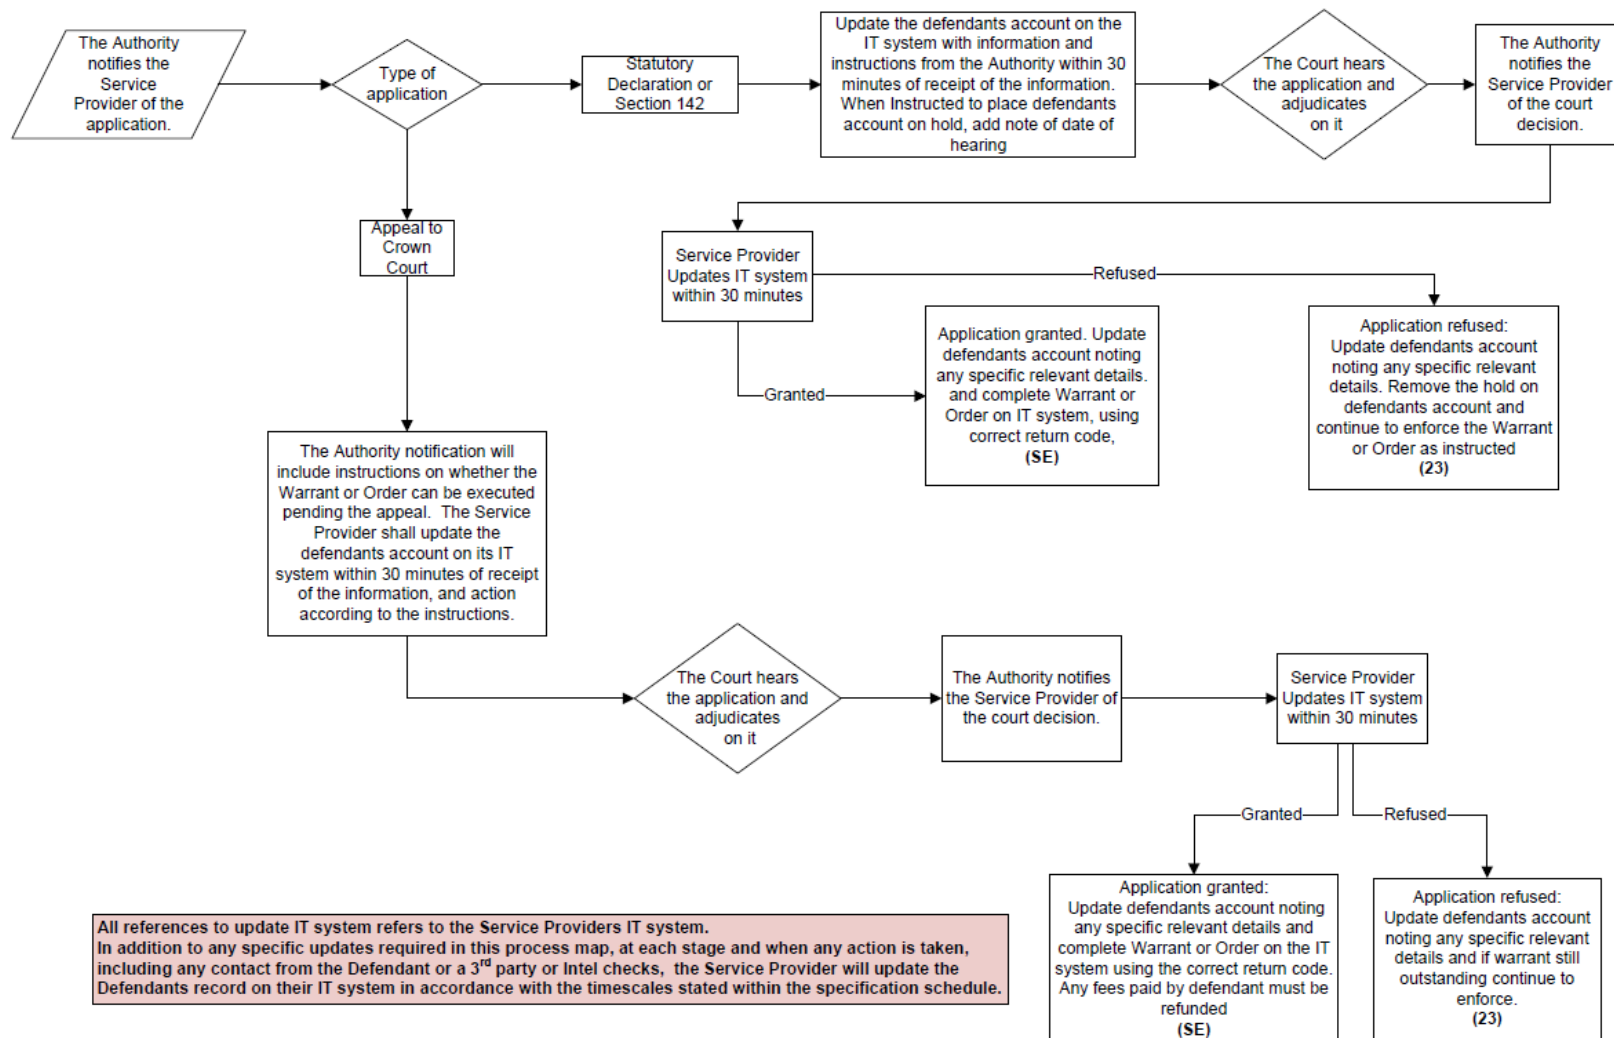 The Authority
notifies the
Service
Provider of the
application.
Type of
application
Statutory
Declaration or
Section 142
Update the defendants account on the
IT system with information and
instructions from the Authority within 30
minutes of receipt of the information.
When Instructed to place defendants
account on hold, add note of date of
hearing
The Court hears
the application and
adjudicates
on it
The Authority
notifies the
Service Provider
of the court
decision.
Appeal to
Crown
Court
Service Provider
Updates IT system
within 30 minutes
Refused
Granted
Application granted. Update
defendants account noting
any specific relevant details.
and complete Warrant or
Order on IT system, using
correct return code,
(SE)
Application refused:
Update defendants account
noting any specific relevant
details. Remove the hold on
defendants account and
continue to enforce the Warrant
or Order as instructed
(23)
The Authority notification will
include instructions on whether the
Warrant or Order can be executed
pending the appeal. The Service
Provider shall update the
defendants account on its IT
system within 30 minutes of receipt
of the information, and action
according to the instructions.
The Court hears
the application and
adjudicates
on it
The Authority notifies
the Service Provider of
the court decision.
Service Provider
Updates IT system
within 30 minutes
Granted
Refused
Application granted:
Update defendants account noting
any specific relevant details and
complete Warrant or Order on the IT
system using the correct return code.
Any fees paid by defendant must be
refunded
(SE)
Application refused:
Update defendants account
noting any specific relevant
details and if warrant still
outstanding continue to
enforce.
(23)
All references to update IT system refers to the Service Providers IT system.
In addition to any specific updates required in this process map, at each stage and when any action is taken,
including any contact from the Defendant or a 3rd party or Intel checks, the Service Provider will update the
Defendants record on their IT system in accordance with the timescales stated within the specification schedule.